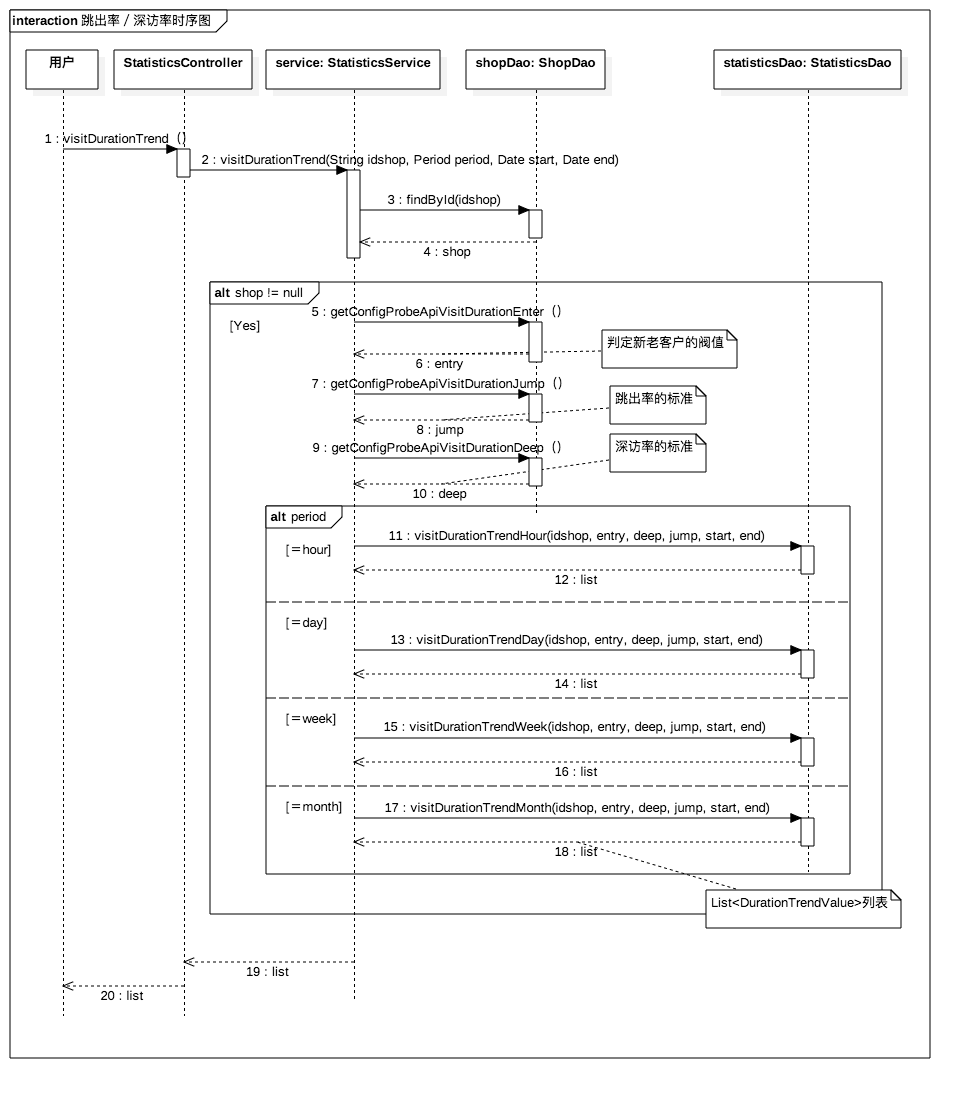 interaction 跳出率 / 深访率时序图
用户
StatisticsController
service: StatisticsService
shopDao: ShopDao
statisticsDao: StatisticsDao
1 : visitDurationTrend（）
2 : visitDurationTrend(String idshop, Period period, Date start, Date end)
3 : findById(idshop)
4 : shop
alt shop != null
[Yes]
5 : getConfigProbeApiVisitDurationEnter（）
判定新老客户的阀值
6 : entry
7 : getConfigProbeApiVisitDurationJump（）
跳出率的标准
8 : jump
9 : getConfigProbeApiVisitDurationDeep（）
深访率的标准
10 : deep
alt period
[＝hour]
11 : visitDurationTrendHour(idshop, entry, deep, jump, start, end)
12 : list
[＝day]
13 : visitDurationTrendDay(idshop, entry, deep, jump, start, end)
14 : list
[＝week]
15 : visitDurationTrendWeek(idshop, entry, deep, jump, start, end)
16 : list
[＝month]
17 : visitDurationTrendMonth(idshop, entry, deep, jump, start, end)
18 : list
List<DurationTrendValue>列表
19 : list
20 : list